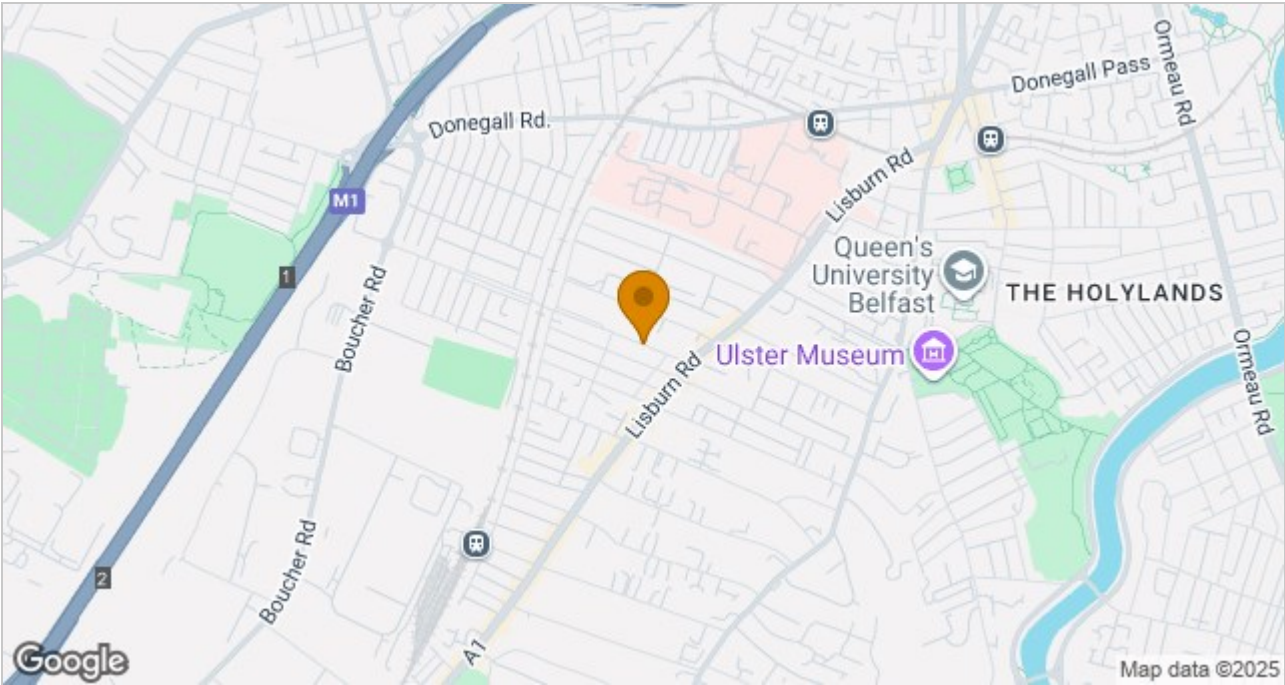 Ormeau Rd
Donegall Pass
Donegall Rd.
Lisburn Rd
M1
Queen's
University
Belfast
THE HOLYLANDS
1
Boucher Rd
Ulster Museum
Ormeau Rd
Lisburn Rd
Boucher Rd
2
A1
Google
Map data ©2025